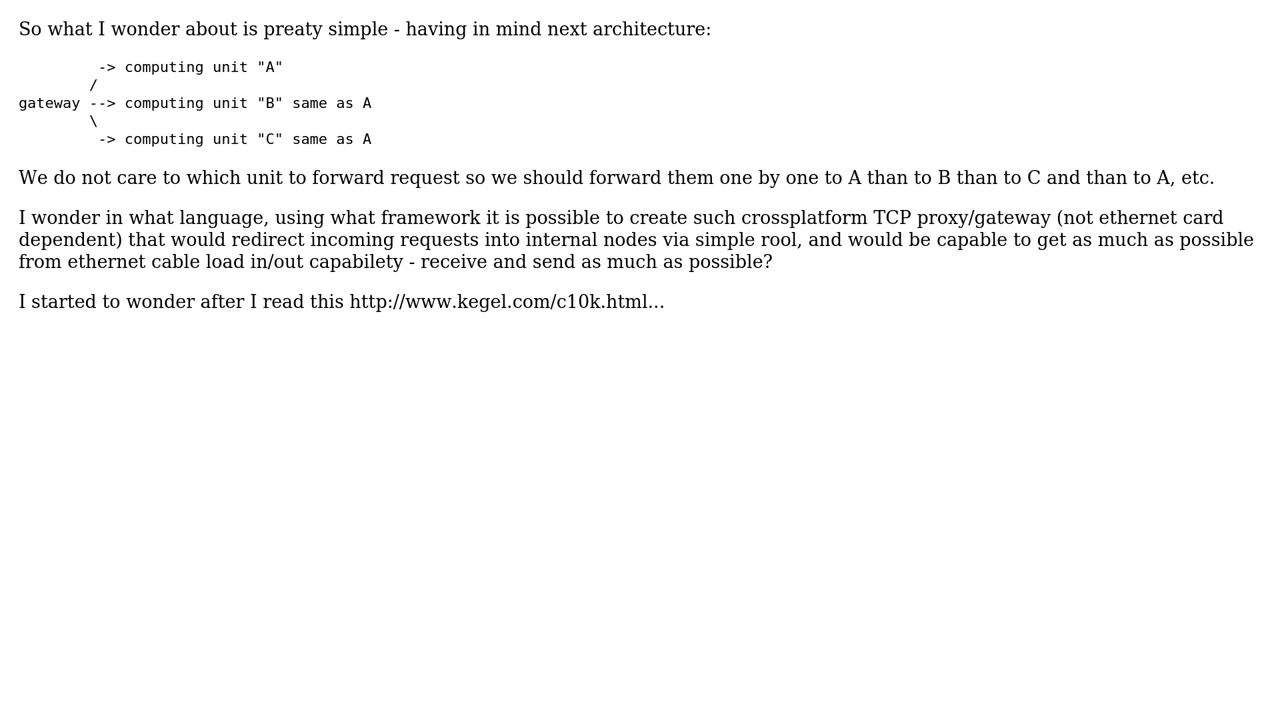 So what I wonder about is preaty simple - having in mind next architecture:
-> computing unit "A"
/
gateway --> computing unit "B" same as A
\
-> computing unit "C" same as A
We do not care to which unit to forward request so we should forward them one by one to A than to B than to C and than to A, etc.
I wonder in what language, using what framework it is possible to create such crossplatform TCP proxy/gateway (not ethernet card
dependent) that would redirect incoming requests into internal nodes via simple rool, and would be capable to get as much as possible
from ethernet cable load in/out capabilety - receive and send as much as possible?
I started to wonder after I read this http://www.kegel.com/c10k.html...